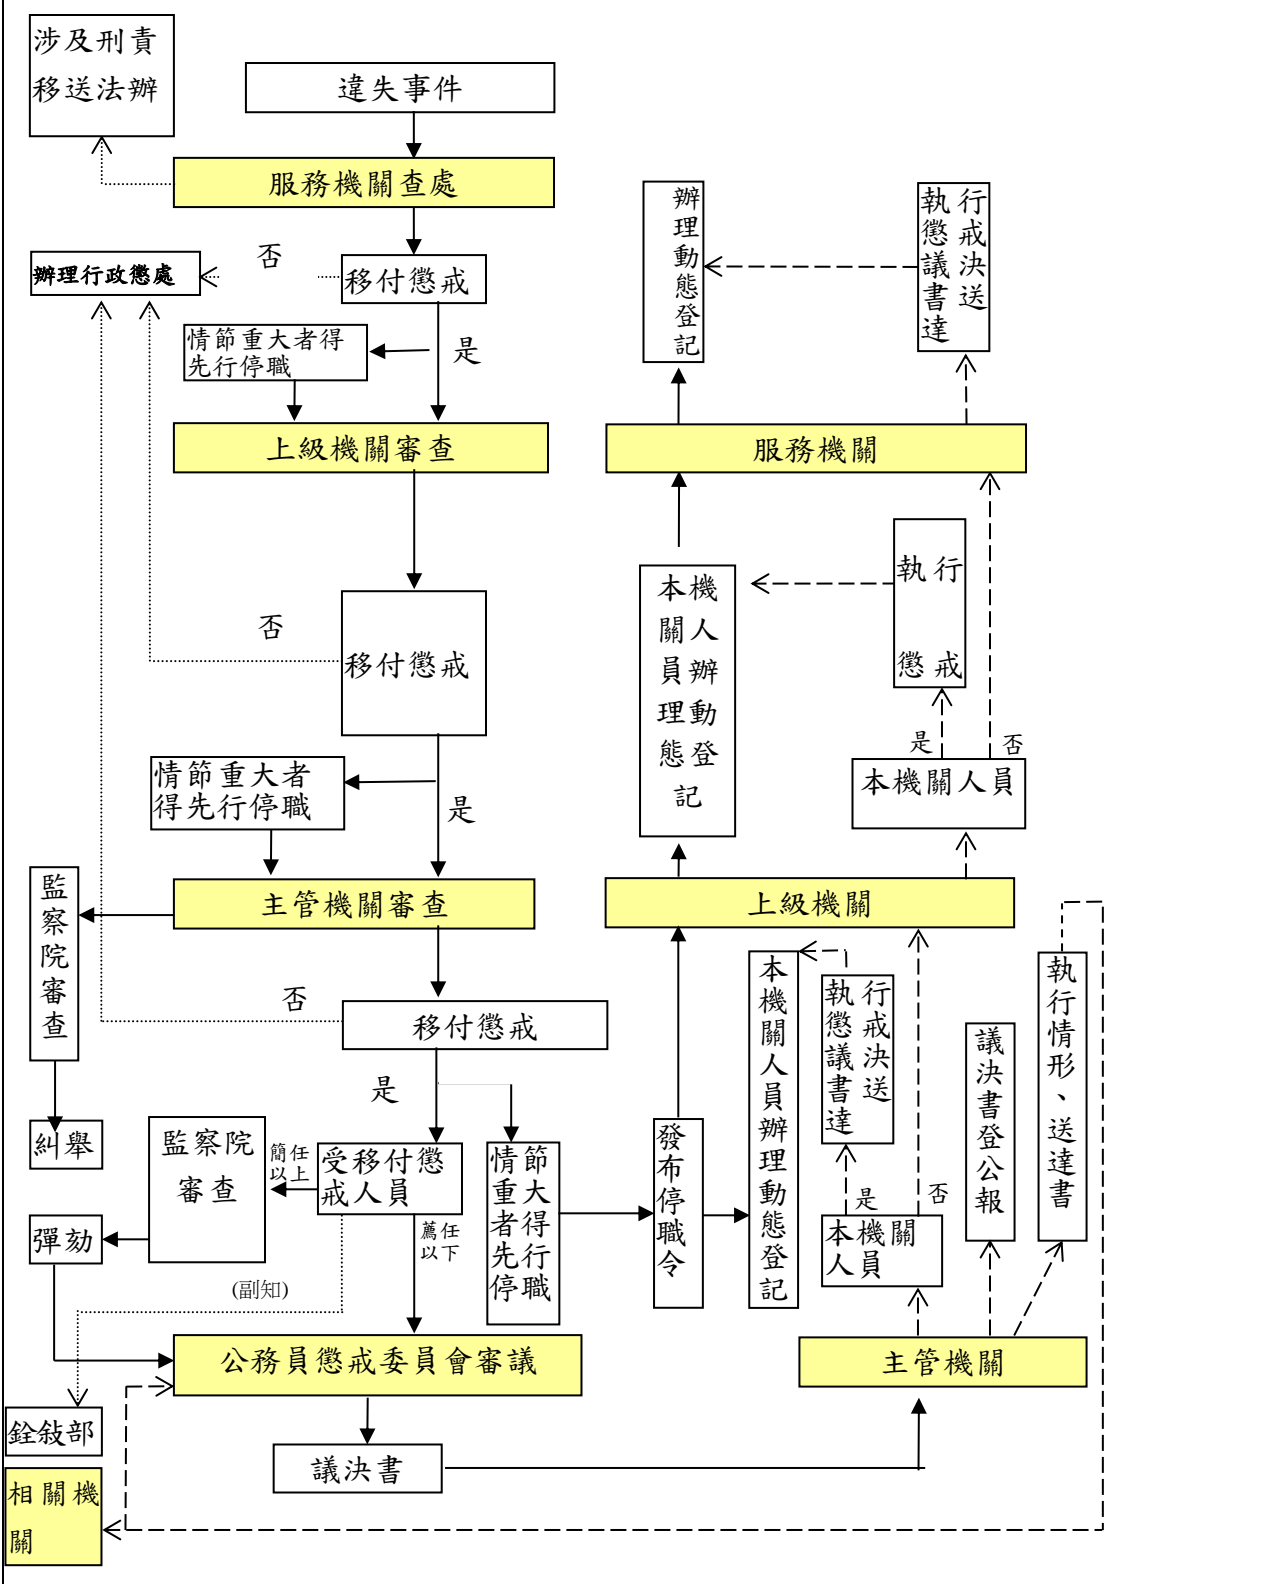 涉及刑責
移送法辦
違失事件
服務機關查處
否
辦理行政懲處
移付懲戒
情節重大者得
先行停職
是
上級機關審查
否
移付懲戒
情節重大者
得先行停職
是
主管機關審查
監察院審查
否
移付懲戒
是
糾舉
監察院
審查
簡任
以上
受移付懲
戒人員
情節
重大
者得
先行
停職
彈劾
薦任
以下
(副知)
公務員懲戒委員會審議
銓敍部
議決書
相關機
關
辦理動態登記
執行
懲戒
議決
書送
達
服務機關
本機
關人
員辦
理動
態登
記
執行
懲戒
是
否
本機關人員
上級機關
發布停職令
本機關人員辦理動態登記
執行
懲戒
議決
書送
達
是
否
本機關
人員
議決書登公報
執行情形、送達書
主管機關